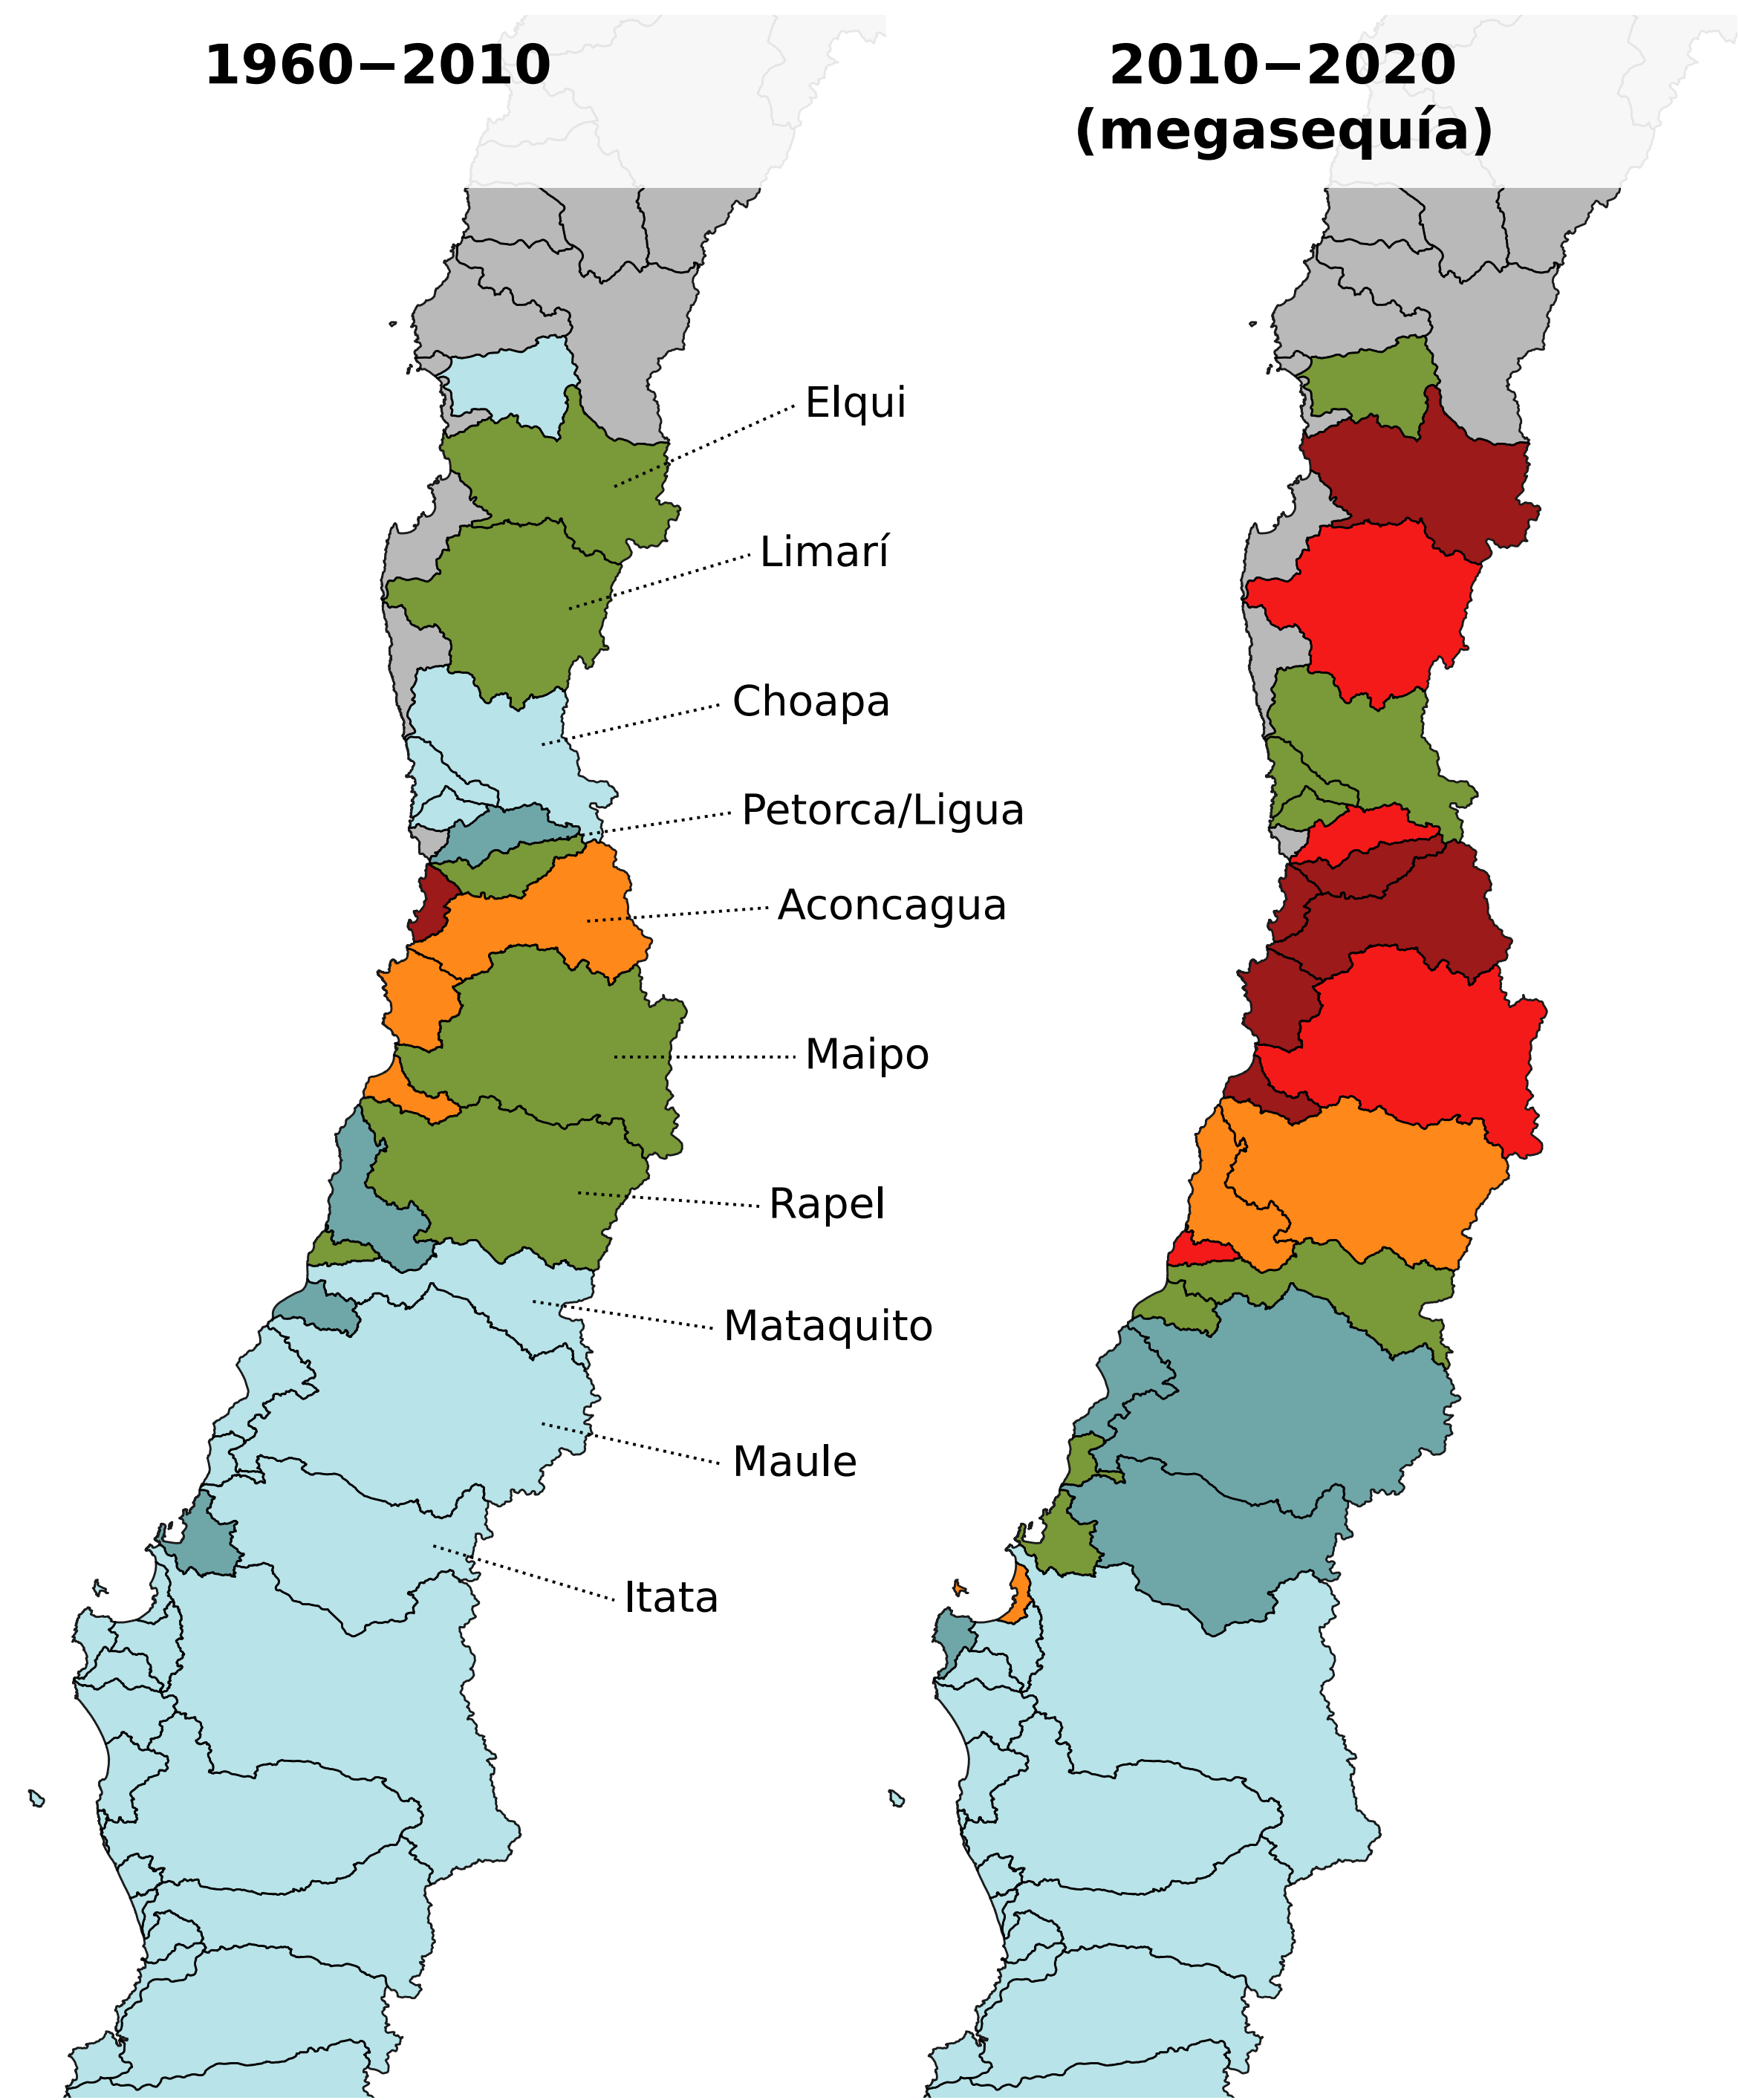 1960−2010
2010−2020
(megasequía)
Elqui
Limarí
Choapa
Petorca/Ligua
Aconcagua
Maipo
Rapel
Mataquito
Maule
Itata